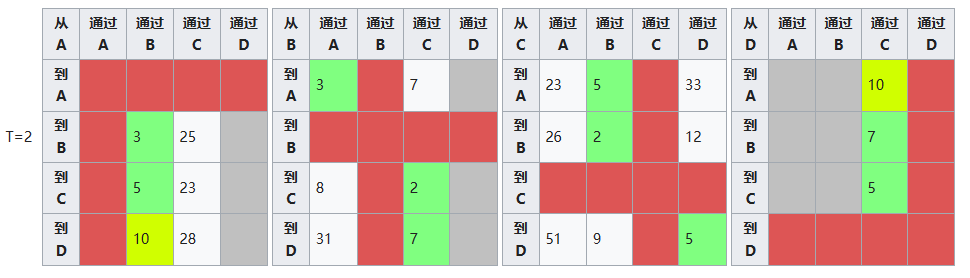 从 A 通过 A 通过 B 通过 C 通过 D 从 B 通过 A 通过 B 通过 C 通过 D 从 C 通过 A 通过 B 通过 C 通过 D 从 D 通过 A 通过 B 通过 C 通过 D
到 A 到 A 3 7 到 A 23 5 33 到 A 10
T=2 到 B 3 25 到 B 到 B 26 2 12 到 B 7
到 C 5 23 到 C 8 2 到 C 到 C 5
到 D 10 28 到 D 31 7 到 D 51 9 5 到 D